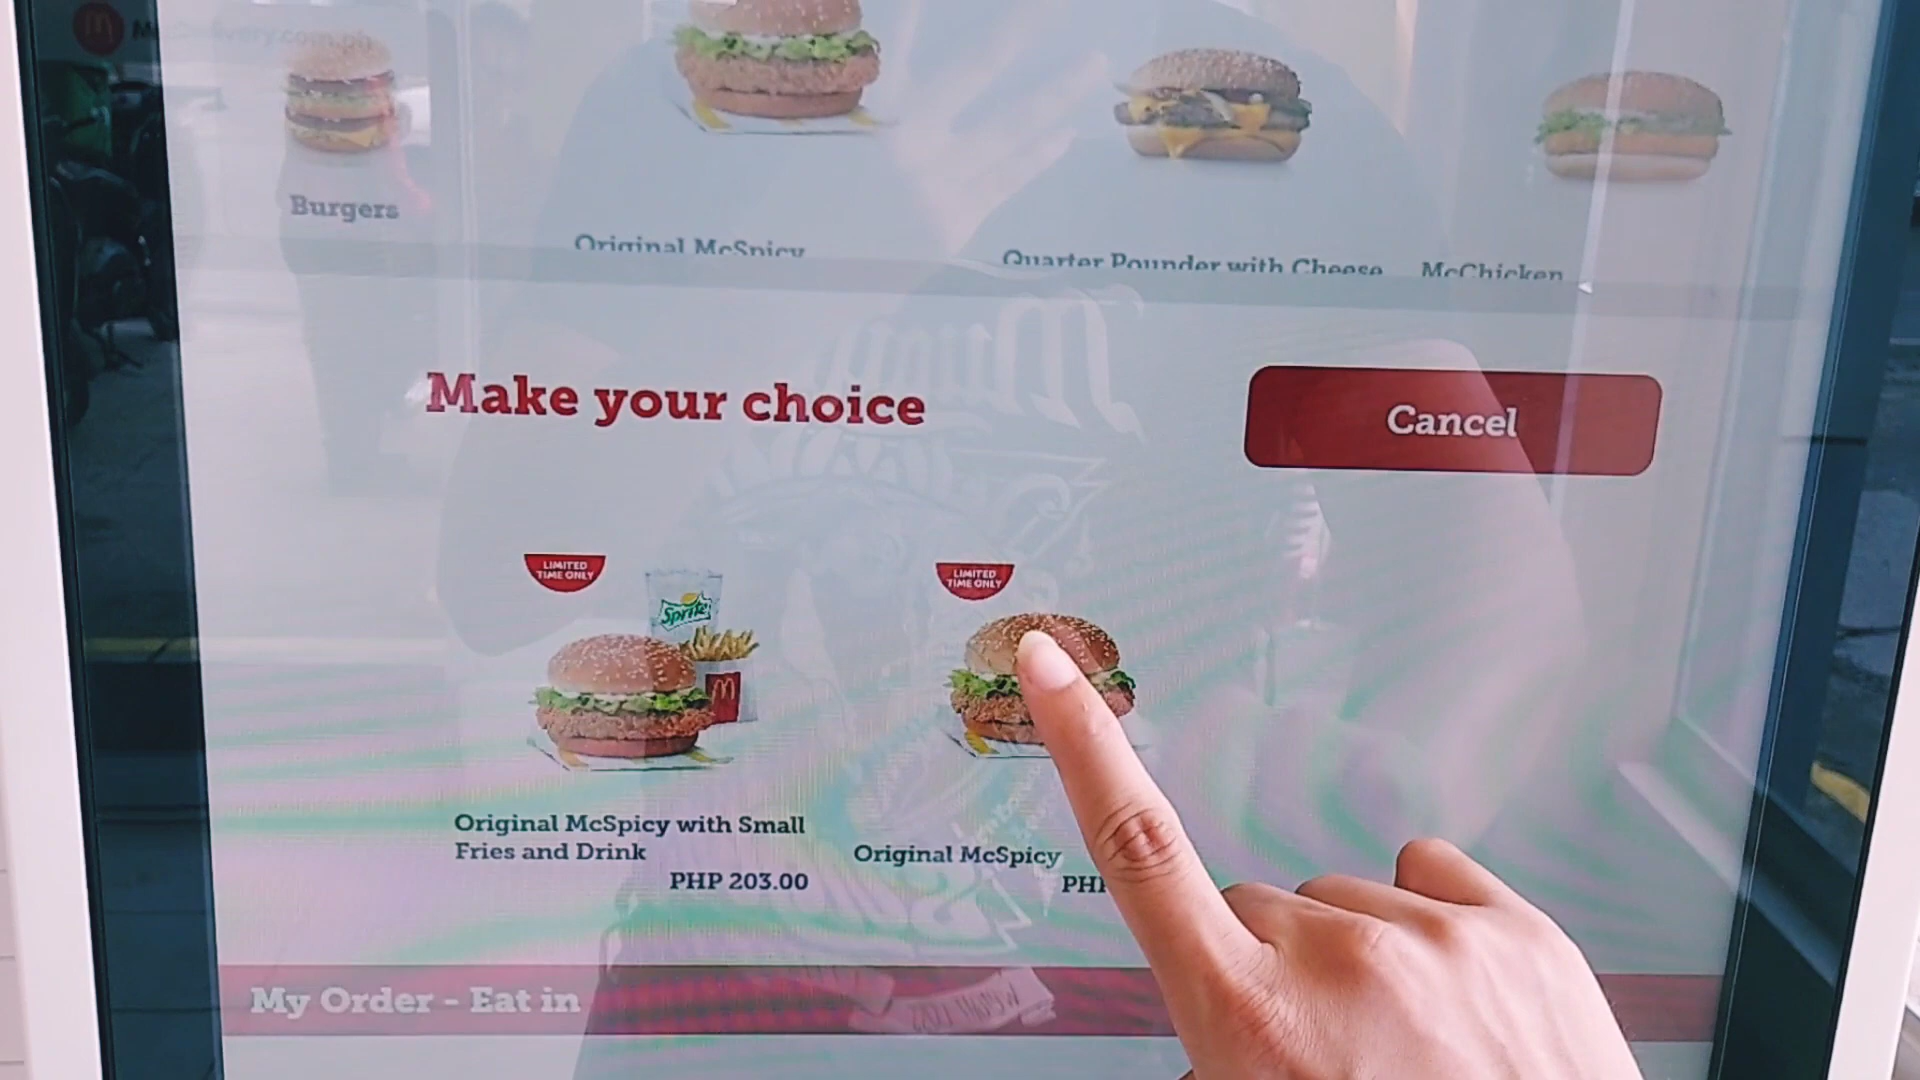 Burgers
Original McSpicy
Quarter Pounder with Cheese
McChicken
Make your choice
Cancel
LIMITED
TIME ONLY
LIMITED
TIME ONLY
Sprite
Original McSpicy with Small
Fries and Drink
PHP 203.00
Original McSpicy
My Order - Eat in